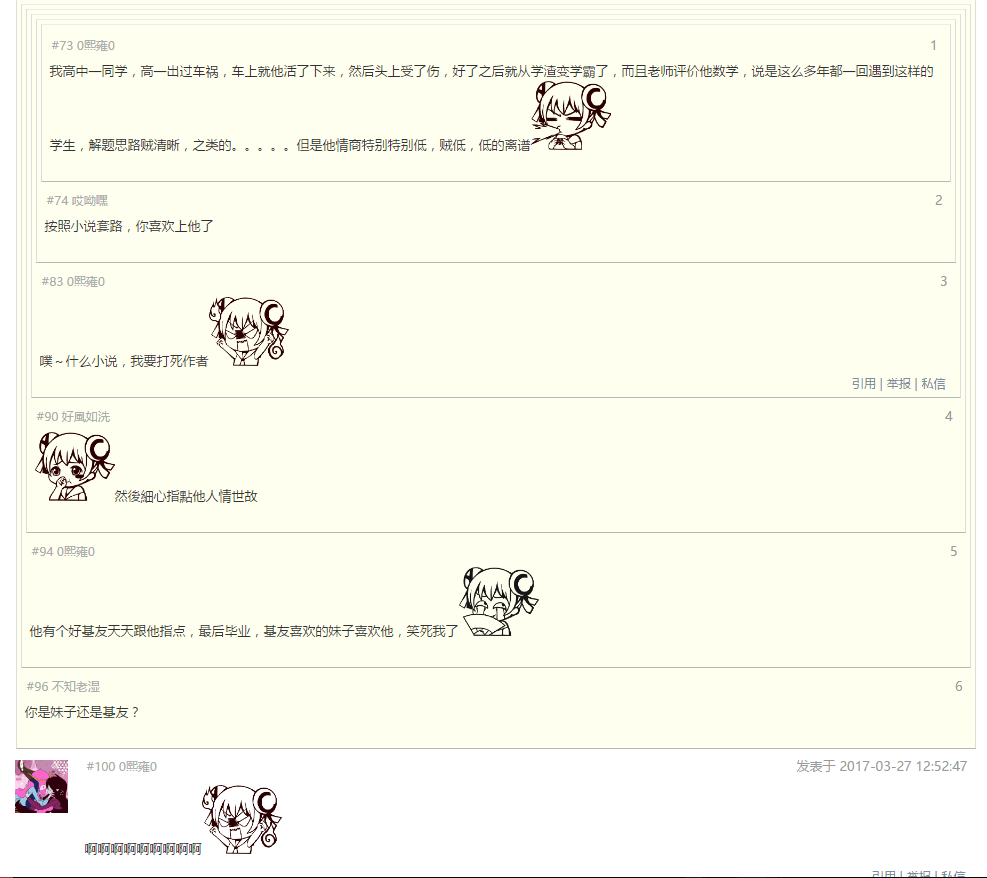 #73 0熙雍0 1
我高中一同学，高一出过车祸，车上就他活了下来，然后头上受了伤，好了之后就从学渣变学霸了，而且老师评价他数学，说是这么多年都一回遇到这样的
学生，解题思路贼清晰，之类的。。。。。但是他情商特别特别低，贼低，低的离谱
#74 哎呦嘿 2
按照小说套路，你喜欢上他了
#83 0熙雍0 3
噗～什么小说，我要打死作者
引用 | 举报 | 私信
#90 好風如洗 4
然後細心指點他人情世故
#94 0熙雍0 5
他有个好基友天天跟他指点，最后毕业，基友喜欢的妹子喜欢他，笑死我了
#96 不知老湿 6
你是妹子还是基友？
#100 0熙雍0 发表于 2017-03-27 12:52:47
啊啊啊啊啊啊啊啊啊
引用 | 举报 | 私信